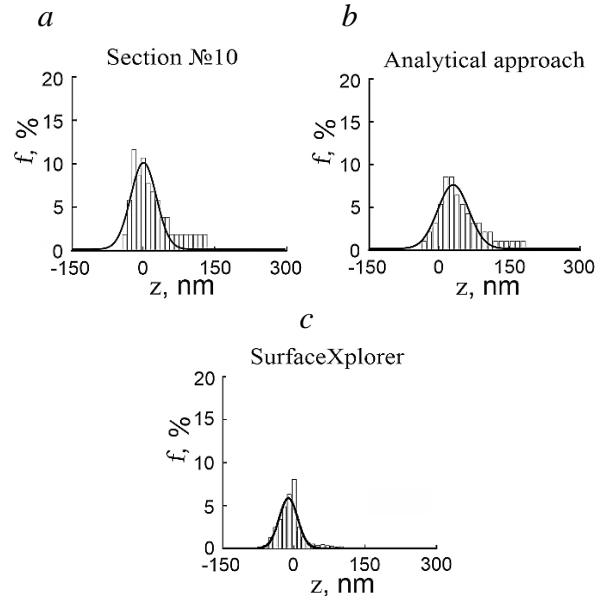 a
b
Section №10
Analytical approach
20
15
10
5
0
f, %
-150 0 150 300
z, nm
20
15
10
5
0
f, %
-150 0 150 300
z, nm
c
SurfaceXplorer
20
15
10
5
0
f, %
-150 0 150 300
z, nm